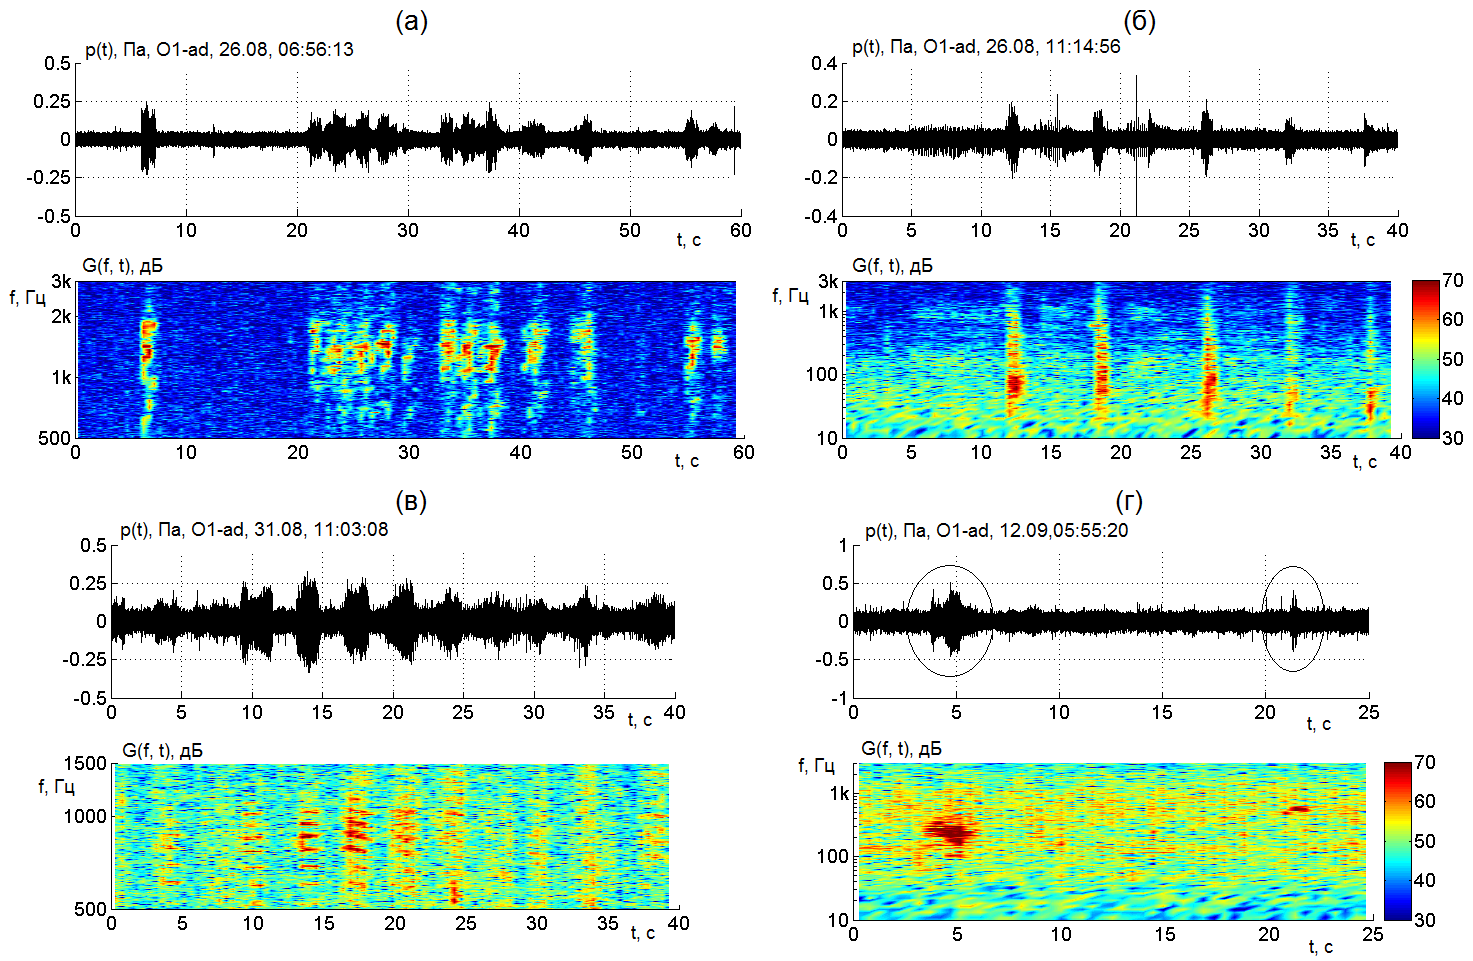 (а)
p(t), Па, O1-ad, 26.08, 06:56:13
0.5
0.25
0
-0.25
-0.5
0 10 20 30 40 50 60
t, с
G(f, t), дБ
f, Гц
3k
2k
1k
500
0 10 20 30 40 50 60
t, с
(б)
p(t), Па, O1-ad, 26.08, 11:14:56
0.4
0.2
0
-0.2
-0.4
0 5 10 15 20 25 30 35 40
t, с
G(f, t), дБ
f, Гц
3k
1k
100
10
0 5 10 15 20 25 30 35 40
t, с
70
60
50
40
30
(в)
p(t), Па, O1-ad, 31.08, 11:03:08
0.5
0.25
0
-0.25
-0.5
0 5 10 15 20 25 30 35 40
t, с
G(f, t), дБ
f, Гц
1500
1000
500
0 5 10 15 20 25 30 35 40
t, с
(г)
p(t), Па, O1-ad, 12.09,05:55:20
1
0.5
0
-0.5
-1
0 5 10 15 20 25
t, с
G(f, t), дБ
f, Гц
1k
100
10
0 5 10 15 20 25
t, с
70
60
50
40
30